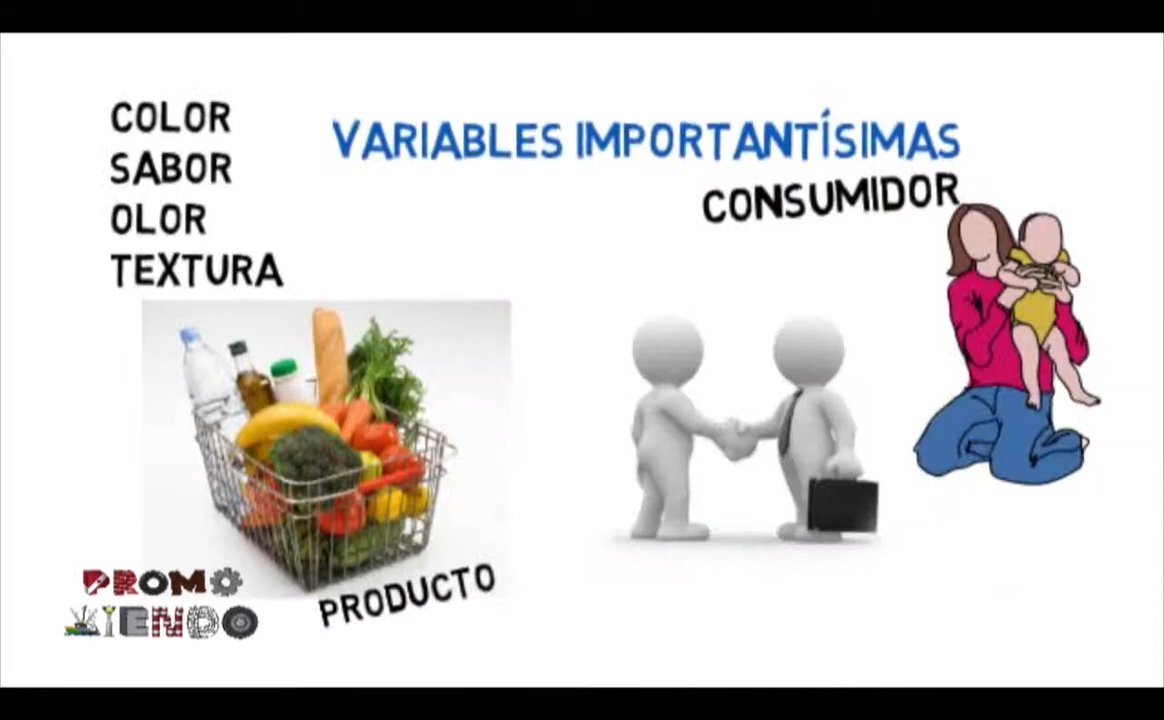 COLOR
SABOR
OLOR
TEXTURA
VARIABLES IMPORTANTÍSIMAS
CONSUMIDOR
PRODUCTO
PROMO
VIENDO